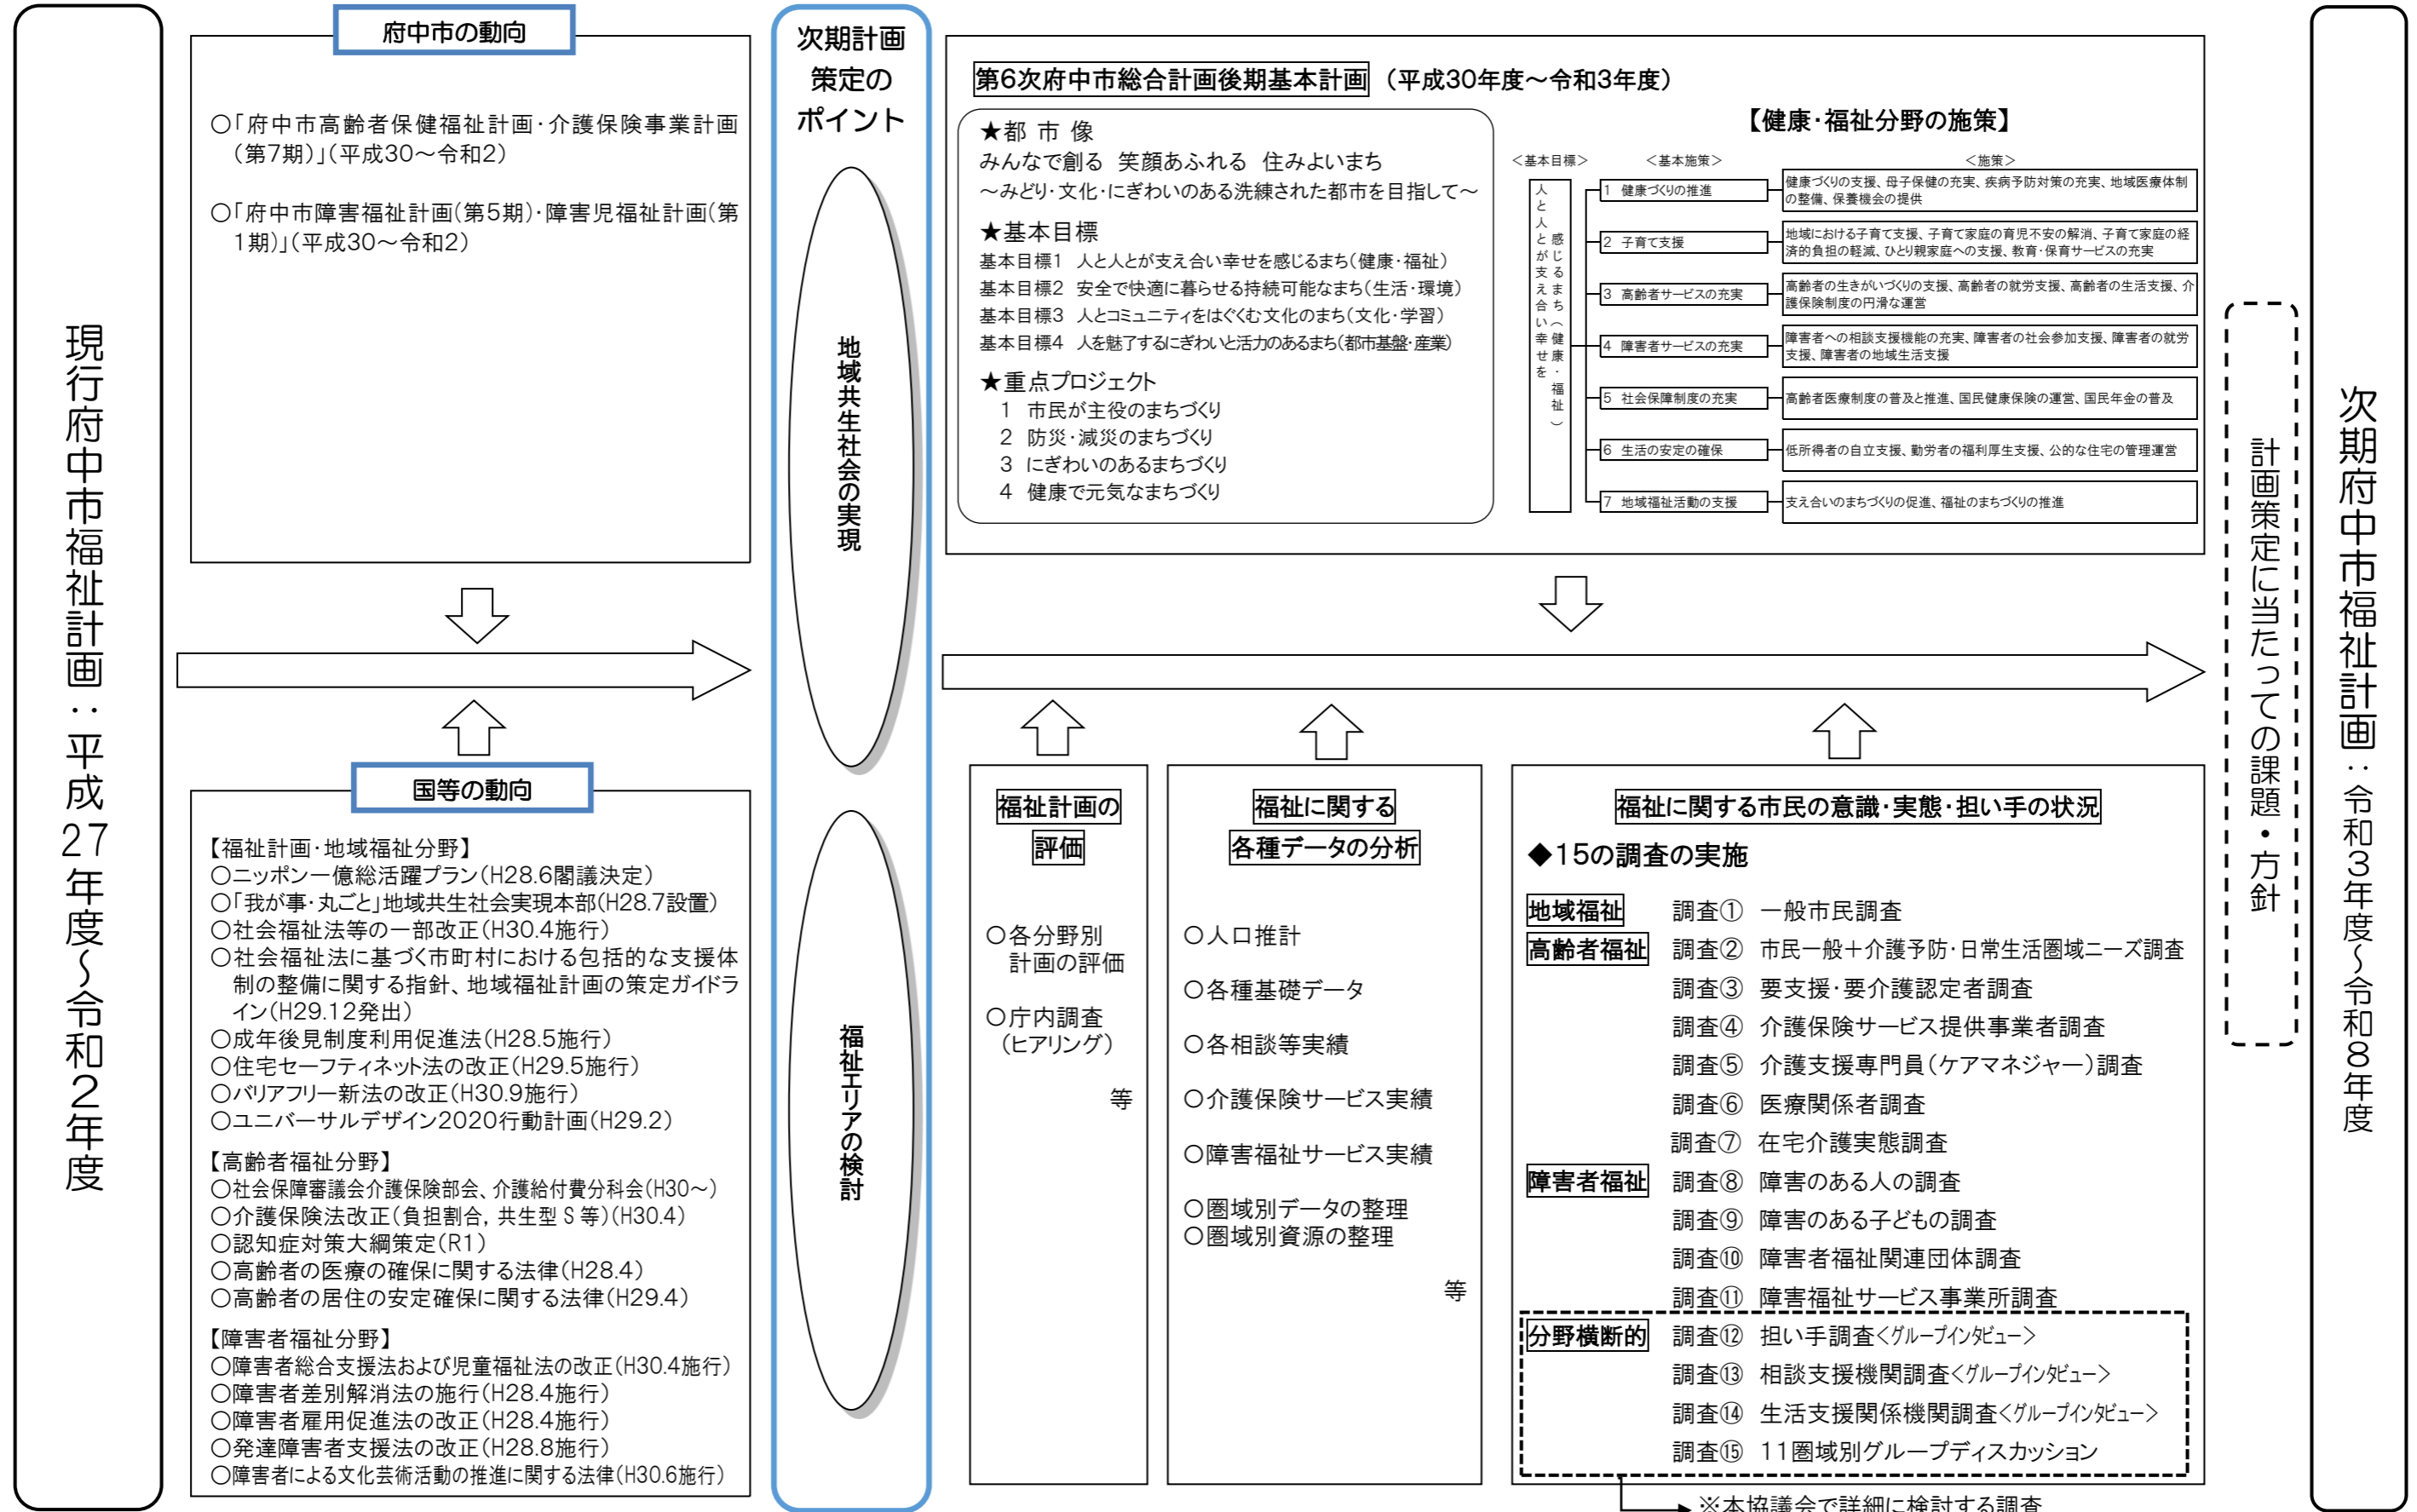 現行府中市福祉計画：平成27年度～令和2年度
府中市の動向
○「府中市高齢者保健福祉計画・介護保険事業計画
（第7期）」（平成30～令和2）
○「府中市障害福祉計画（第5期）・障害児福祉計画（第
1期）」（平成30～令和2）
国等の動向
【福祉計画・地域福祉分野】
○ニッポン一億総活躍プラン（H28.6閣議決定）
○「我が事・丸ごと」地域共生社会実現本部（H28.7設置）
○社会福祉法等の一部改正（H30.4施行）
○社会福祉法に基づく市町村における包括的な支援体
制の整備に関する指針、地域福祉計画の策定ガイドラ
イン（H29.12発出）
○成年後見制度利用促進法（H28.5施行）
○住宅セーフティネット法の改正（H29.5施行）
○バリアフリー新法の改正（H30.9施行）
○ユニバーサルデザイン2020行動計画（H29.2）
【高齢者福祉分野】
○社会保障審議会介護保険部会、介護給付費分科会（H30～）
○介護保険法改正（負担割合，共生型S等）（H30.4）
○認知症対策大綱策定（R1）
○高齢者の医療の確保に関する法律（H28.4）
○高齢者の居住の安定確保に関する法律（H29.4）
【障害者福祉分野】
○障害者総合支援法および児童福祉法の改正（H30.4施行）
○障害者差別解消法の施行（H28.4施行）
○障害者雇用促進法の改正（H28.4施行）
○発達障害者支援法の改正（H28.8施行）
○障害者による文化芸術活動の推進に関する法律（H30.6施行）
次期計画
策定の
ポイント
地域共生社会の実現
福祉エリアの検討
第6次府中市総合計画後期基本計画（平成30年度～令和3年度）
★都 市 像
みんなで創る 笑顔あふれる 住みよいまち
～みどり・文化・にぎわいのある洗練された都市を目指して～
★基本目標
基本目標1 人と人とが支え合い幸せを感じるまち（健康・福祉）
基本目標2 安全で快適に暮らせる持続可能なまち（生活・環境）
基本目標3 人とコミュニティをはぐくむ文化のまち（文化・学習）
基本目標4 人を魅了するにぎわいと活力のあるまち（都市基盤・産業）
★重点プロジェクト
1 市民が主役のまちづくり
2 防災・減災のまちづくり
3 にぎわいのあるまちづくり
4 健康で元気なまちづくり
【健康・福祉分野の施策】
＜基本目標＞ ＜基本施策＞ ＜施策＞
人と人とが支え合い幸せを
感じるまち（健康・福祉）
1 健康づくりの推進
健康づくりの支援、母子保健の充実、疾病予防対策の充実、地域医療体制
の整備、保養機会の提供
2 子育て支援
地域における子育て支援、子育て家庭の育児不安の解消、子育て家庭の経
済的負担の軽減、ひとり親家庭への支援、教育・保育サービスの充実
3 高齢者サービスの充実
高齢者の生きがいづくりの支援、高齢者の就労支援、高齢者の生活支援、介
護保険制度の円滑な運営
4 障害者サービスの充実
障害者への相談支援機能の充実、障害者の社会参加支援、障害者の就労
支援、障害者の地域生活支援
5 社会保障制度の充実
高齢者医療制度の普及と推進、国民健康保険の運営、国民年金の普及
6 生活の安定の確保
低所得者の自立支援、勤労者の福利厚生支援、公的な住宅の管理運営
7 地域福祉活動の支援
支え合いのまちづくりの促進、福祉のまちづくりの推進
福祉計画の
評価
○各分野別
計画の評価
○庁内調査
（ヒアリング）
等
福祉に関する
各種データの分析
○人口推計
○各種基礎データ
○各相談等実績
○介護保険サービス実績
○障害福祉サービス実績
○圏域別データの整理
○圏域別資源の整理
等
福祉に関する市民の意識・実態・担い手の状況
◆15の調査の実施
地域福祉 調査① 一般市民調査
高齢者福祉 調査② 市民一般＋介護予防・日常生活圏域ニーズ調査
調査③ 要支援・要介護認定者調査
調査④ 介護保険サービス提供事業者調査
調査⑤ 介護支援専門員（ケアマネジャー）調査
調査⑥ 医療関係者調査
調査⑦ 在宅介護実態調査
障害者福祉 調査⑧ 障害のある人の調査
調査⑨ 障害のある子どもの調査
調査⑩ 障害者福祉関連団体調査
調査⑪ 障害福祉サービス事業所調査
分野横断的 調査⑫ 担い手調査＜グループインタビュー＞
調査⑬ 相談支援機関調査＜グループインタビュー＞
調査⑭ 生活支援関係機関調査＜グループインタビュー＞
調査⑮ 11圏域別グループディスカッション
※本協議会で詳細に検討する調査
計画策定に当たっての課題・方針
次期府中市福祉計画：令和3年度～令和8年度